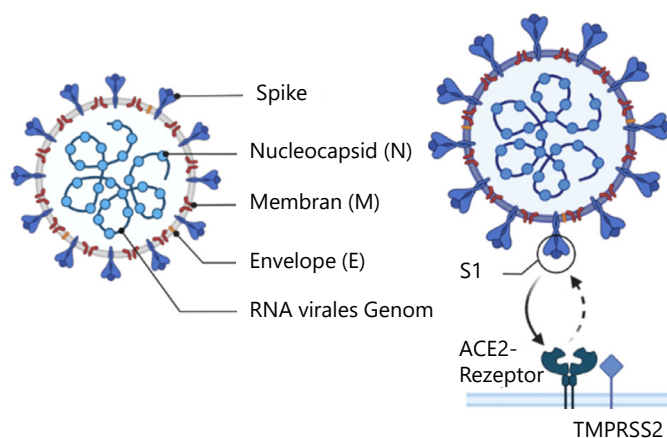 Spike
Nucleocapsid (N)
Membran (M)
Envelope (E)
RNA virales Genom
S1
ACE2-
Rezeptor
TMPRSS2